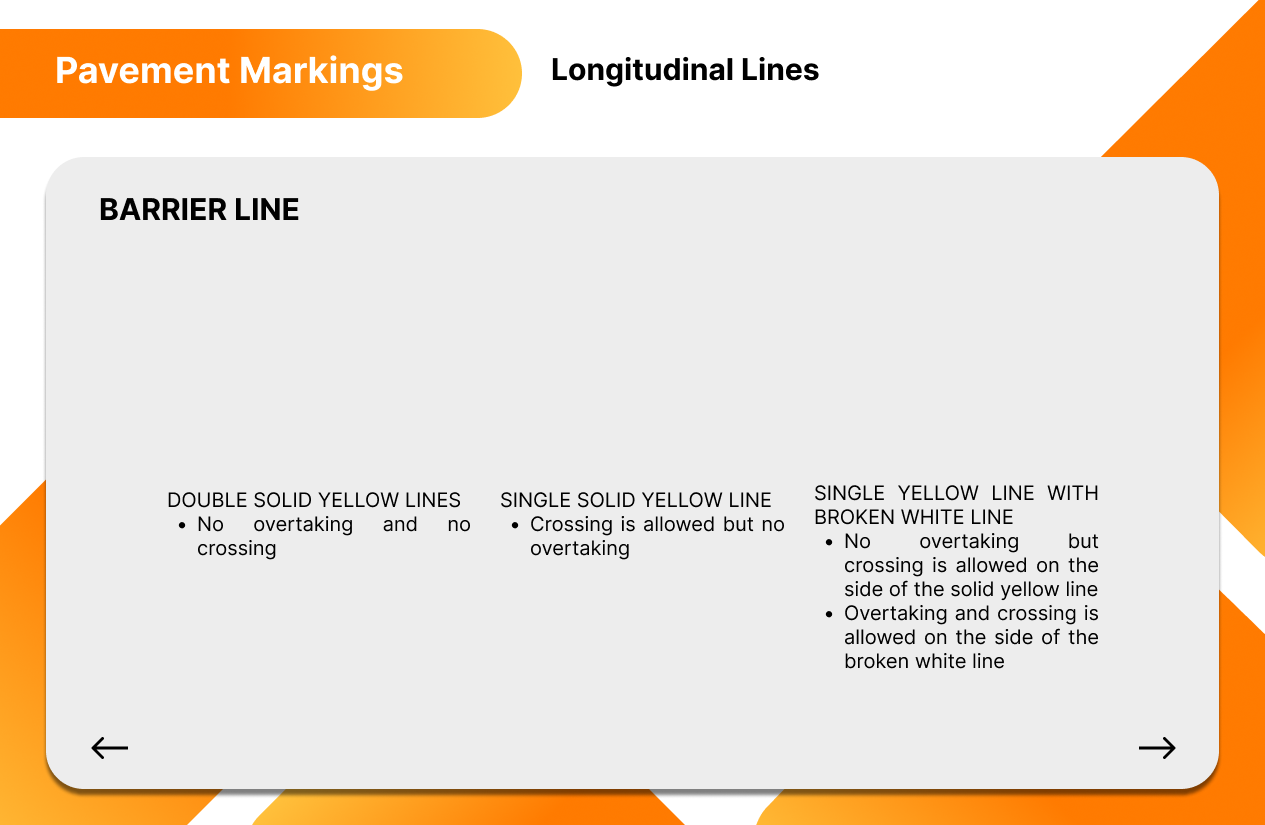 Pavement Markings
Longitudinal Lines
BARRIER LINE
DOUBLE SOLID YELLOW LINES
• No overtaking and no
crossing
SINGLE SOLID YELLOW LINE
• Crossing is allowed but no
overtaking
SINGLE YELLOW LINE WITH
BROKEN WHITE LINE
• No overtaking but
crossing is allowed on the
side of the solid yellow line
• Overtaking and crossing is
allowed on the side of the
broken white line